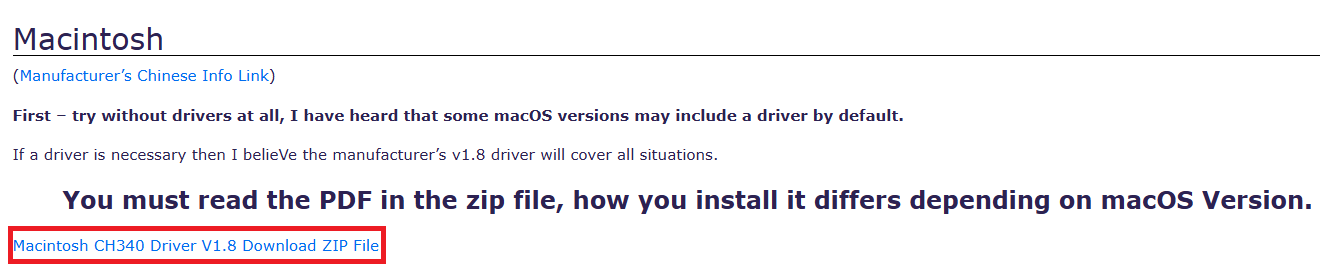 Macintosh
(Manufacturer’s Chinese Info Link)
First – try without drivers at all, I have heard that some macOS versions may include a driver by default.
If a driver is necessary then I belieVe the manufacturer’s v1.8 driver will cover all situations.
You must read the PDF in the zip file, how you install it differs depending on macOS Version.
Macintosh CH340 Driver V1.8 Download ZIP File